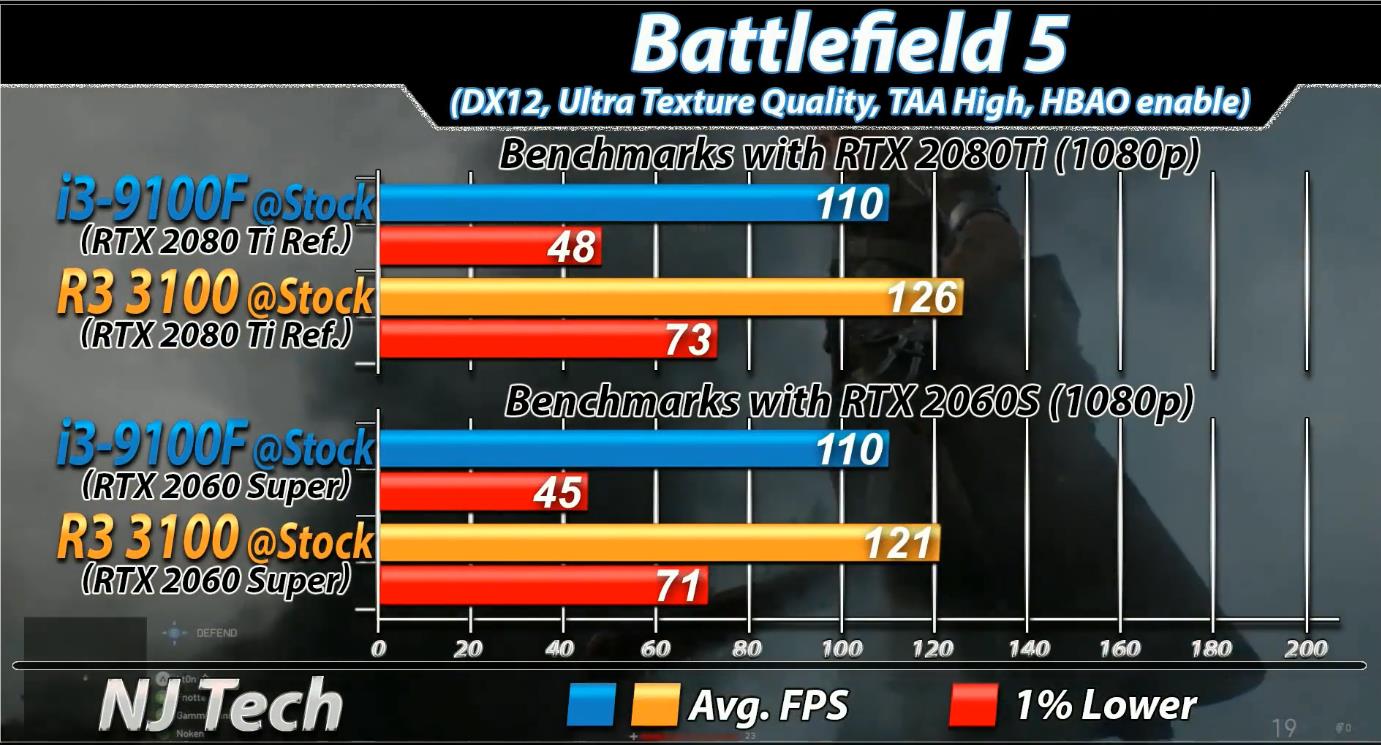 Battlefield 5
(DX12, Ultra Texture Quality, TAA High, HBAO enable)
Benchmarks with RTX 2080Ti (1080p)
i3-9100F @Stock
110
(RTX 2080 Ti Ref.)
48
R3 3100 @Stock
126
(RTX 2080 Ti Ref.)
73
Benchmarks with RTX 2060S (1080p)
i3-9100F @Stock
110
(RTX 2060 Super)
45
R3 3100 @Stock
121
(RTX 2060 Super)
71
0 20 40 60 80 100 120 140 160 180 200
DEFEND
NJ Tech
Avg. FPS
1% Lower
Noken
23
19